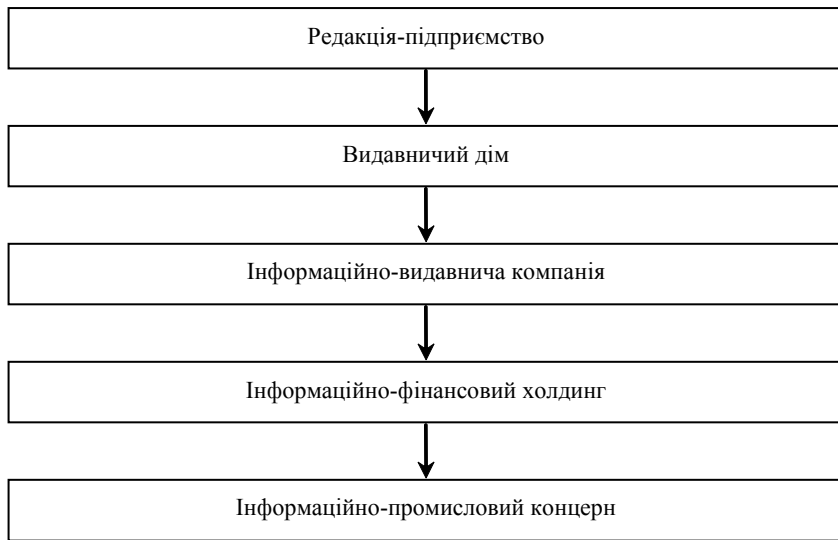 Редакція-підприємство
Видавничий дім
Інформаційно-видавнича компанія
Інформаційно-фінансовий холдинг
Інформаційно-промисловий концерн